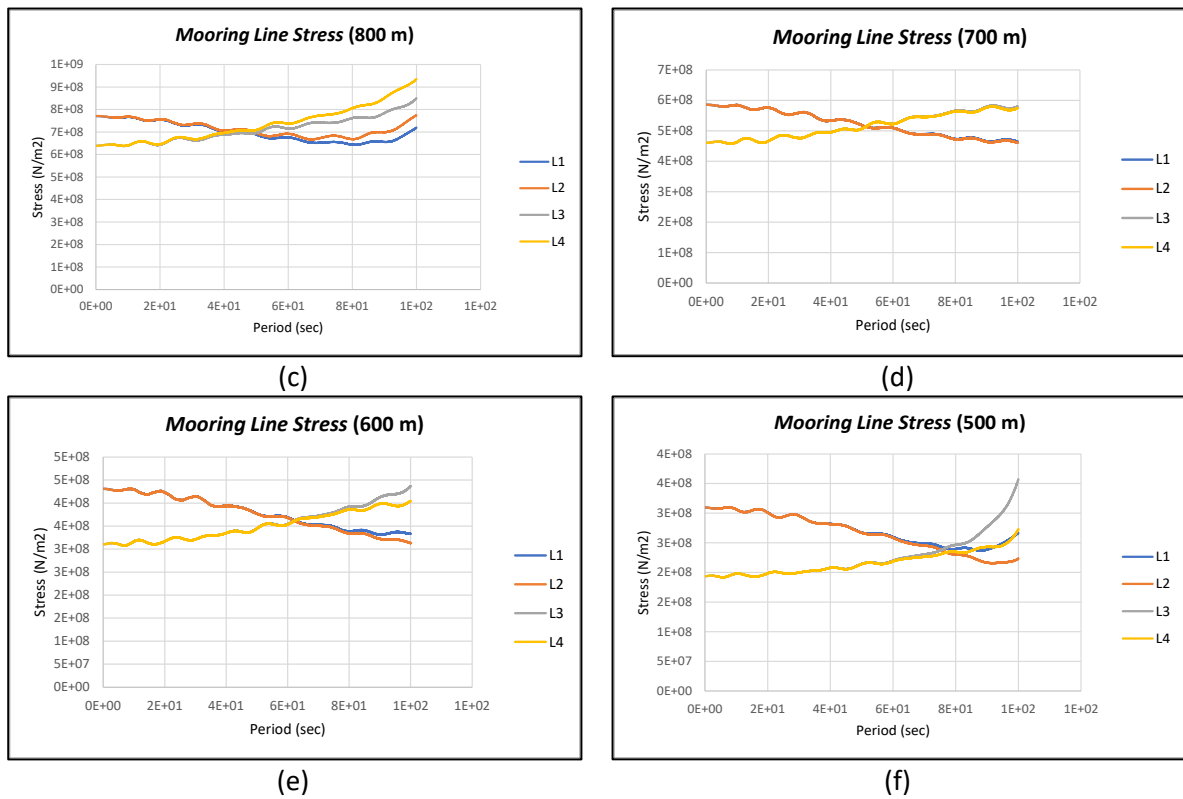 Mooring Line Stress (800 m)
1E+09
9E+08
8E+08
7E+08
6E+08
5E+08
4E+08
3E+08
2E+08
1E+08
0E+00
Stress (N/m2)
0E+00 2E+01 4E+01 6E+01 8E+01 1E+02 1E+02
Period (sec)
L1
L2
L3
L4
(c)
Mooring Line Stress (700 m)
7E+08
6E+08
5E+08
4E+08
3E+08
2E+08
1E+08
0E+00
Stress (N/m2)
0E+00 2E+01 4E+01 6E+01 8E+01 1E+02 1E+02
Period (sec)
L1
L2
L3
L4
(d)
Mooring Line Stress (600 m)
5E+08
5E+08
4E+08
4E+08
3E+08
3E+08
2E+08
2E+08
1E+08
5E+07
0E+00
Stress (N/m2)
0E+00 2E+01 4E+01 6E+01 8E+01 1E+02 1E+02
Period (sec)
L1
L2
L3
L4
(e)
Mooring Line Stress (500 m)
4E+08
4E+08
3E+08
3E+08
2E+08
2E+08
1E+08
5E+07
0E+00
Stress (N/m2)
0E+00 2E+01 4E+01 6E+01 8E+01 1E+02 1E+02
Period (sec)
L1
L2
L3
L4
(f)